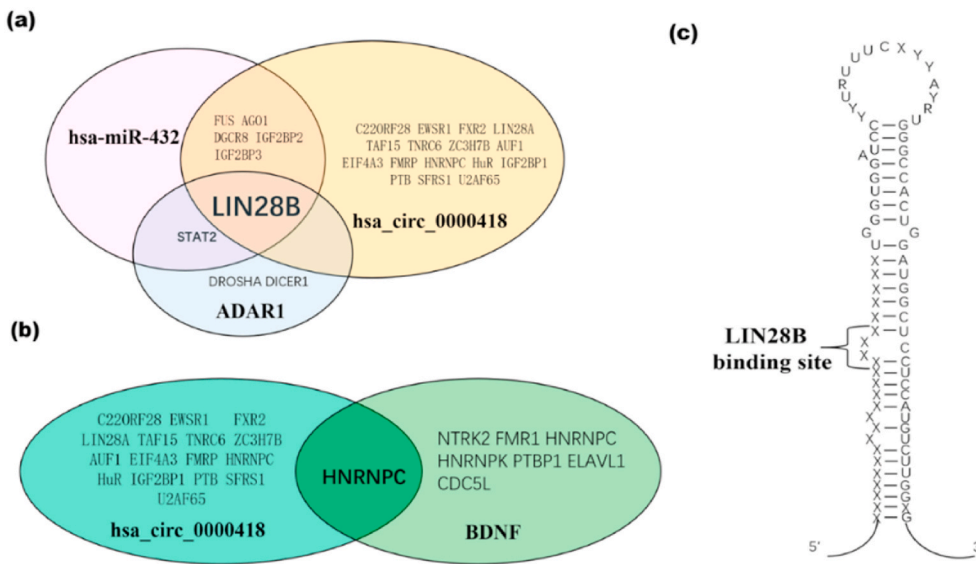 (a)
hsa-miR-432
FUS AGO1
DGCR8 IGF2BP2
IGF2BP3
C22ORF28 EWSR1 FXR2 LIN28A
TAF15 TNRC6 ZC3H7B AUF1
EIF4A3 FMRP HNRNPC HuR IGF2BP1
PTB SFRS1 U2AF65
hsa_circ_0000418
LIN28B
STAT2
DROSHA DICER1
ADAR1
(b)
C22ORF28 EWSR1 FXR2
LIN28A TAF15 TNRC6 ZC3H7B
AUF1 EIF4A3 FMRP HNRNPC
HuR IGF2BP1 PTB SFRS1
U2AF65
hsa_circ_0000418
HNRNPC
NTRK2 FMR1 HNRNPC
HNRNPK PTBP1 ELAVL1
CDC5L
BDNF
(c)
LIN28B
binding site
5'